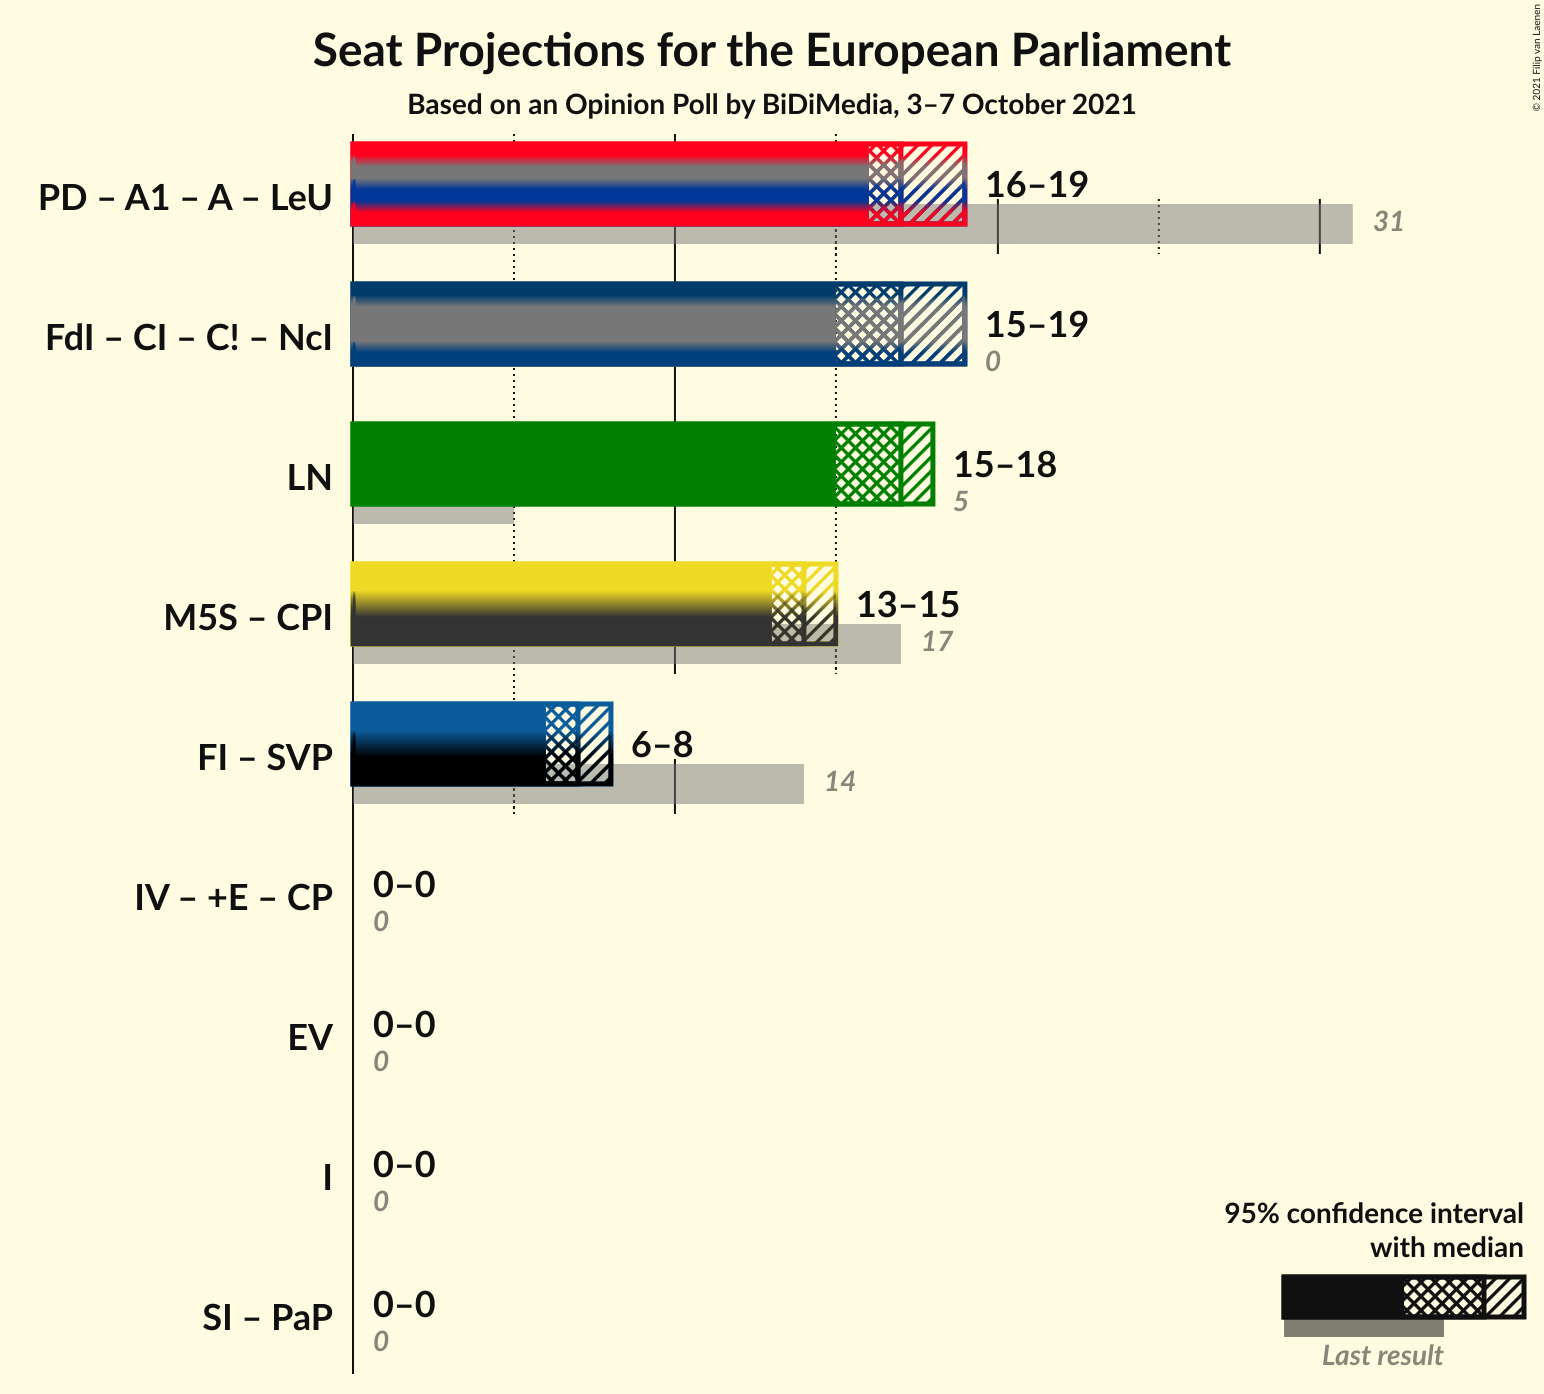 Seat Projections for the European Parliament
Based on an Opinion Poll by BiDiMedia, 3–7 October 2021
© 2021 Filip van Laenen
PD – A1 – A – LeU
16–19
31
FdI – CI – C! – NcI
15–19
0
LN
15–18
5
M5S – CPI
13–15
17
FI – SVP
6–8
14
IV – +E – CP
0–0
0
EV
0–0
0
I
0–0
0
SI – PaP
0–0
0
95% confidence interval
with median
Last result